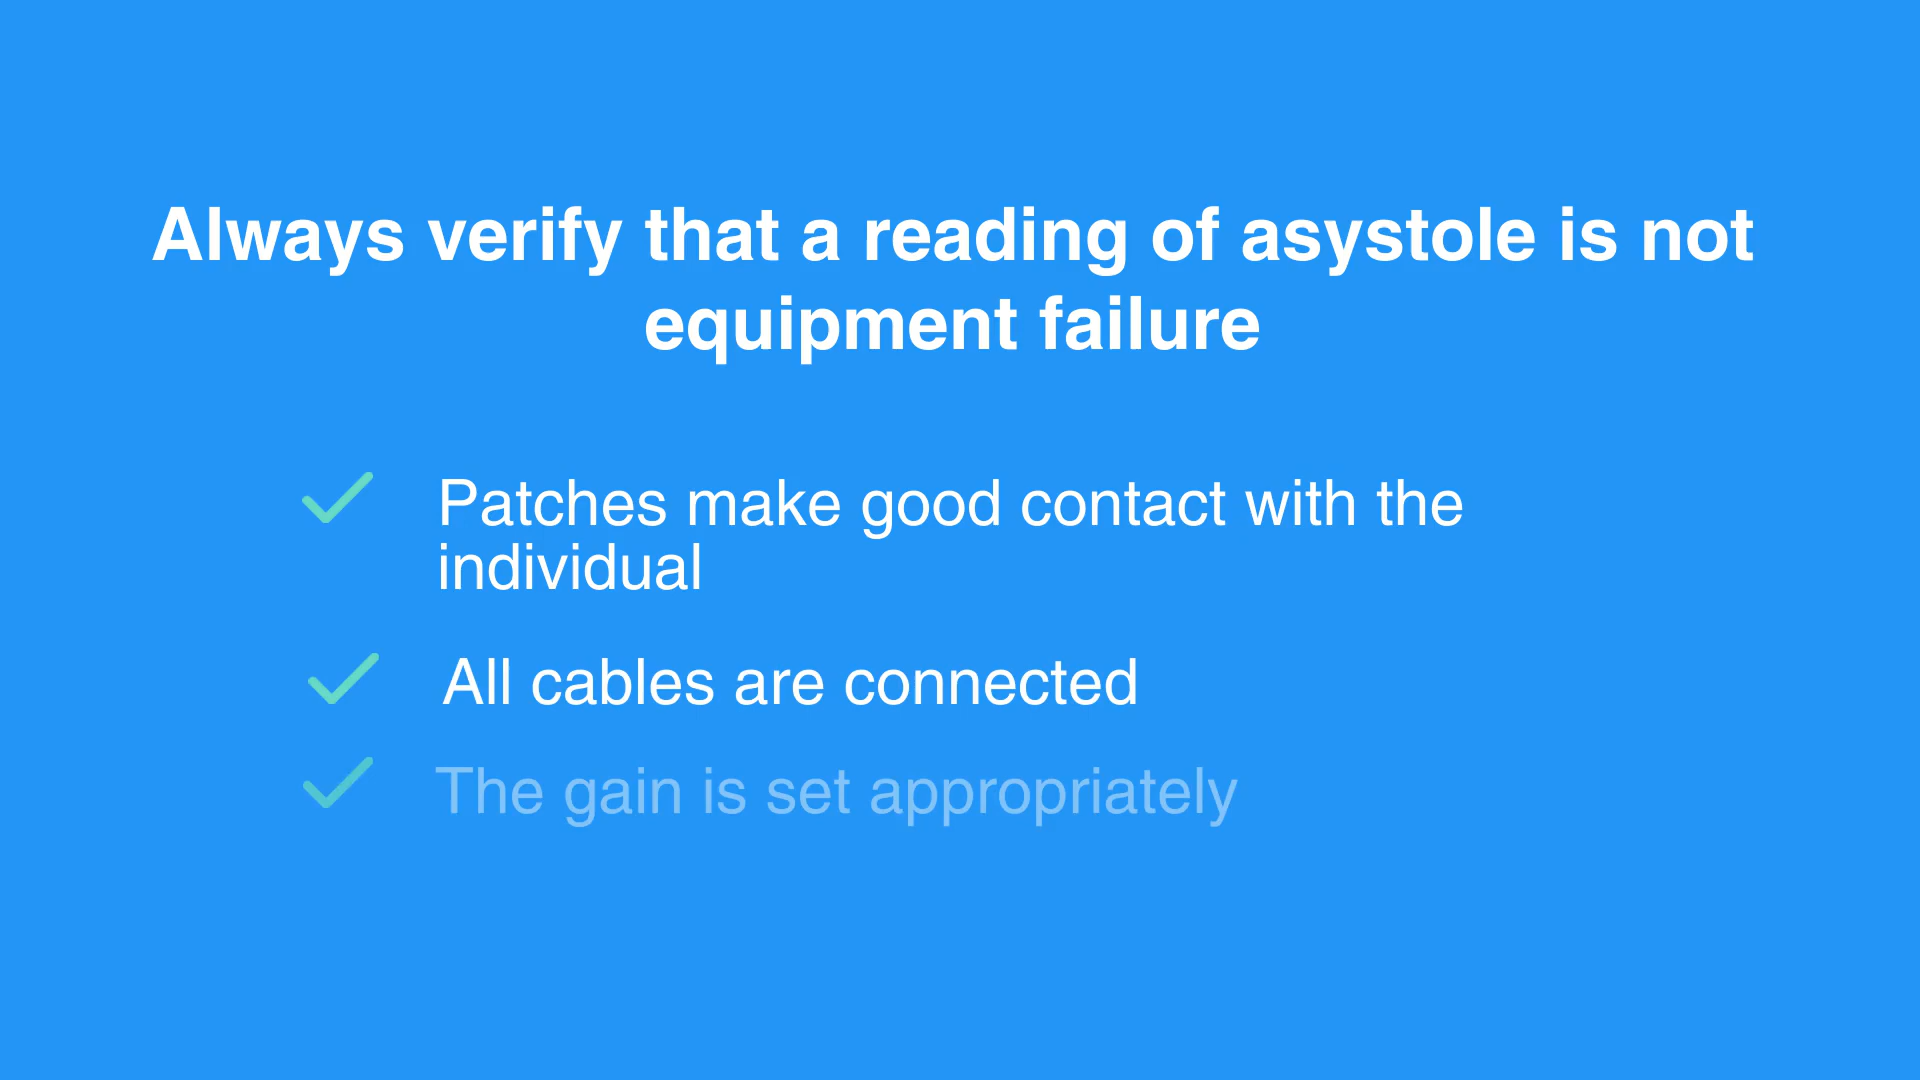 Always verify that a reading of asystole is not
equipment failure
Patches make good contact with the
individual
All cables are connected
The gain is set appropriately